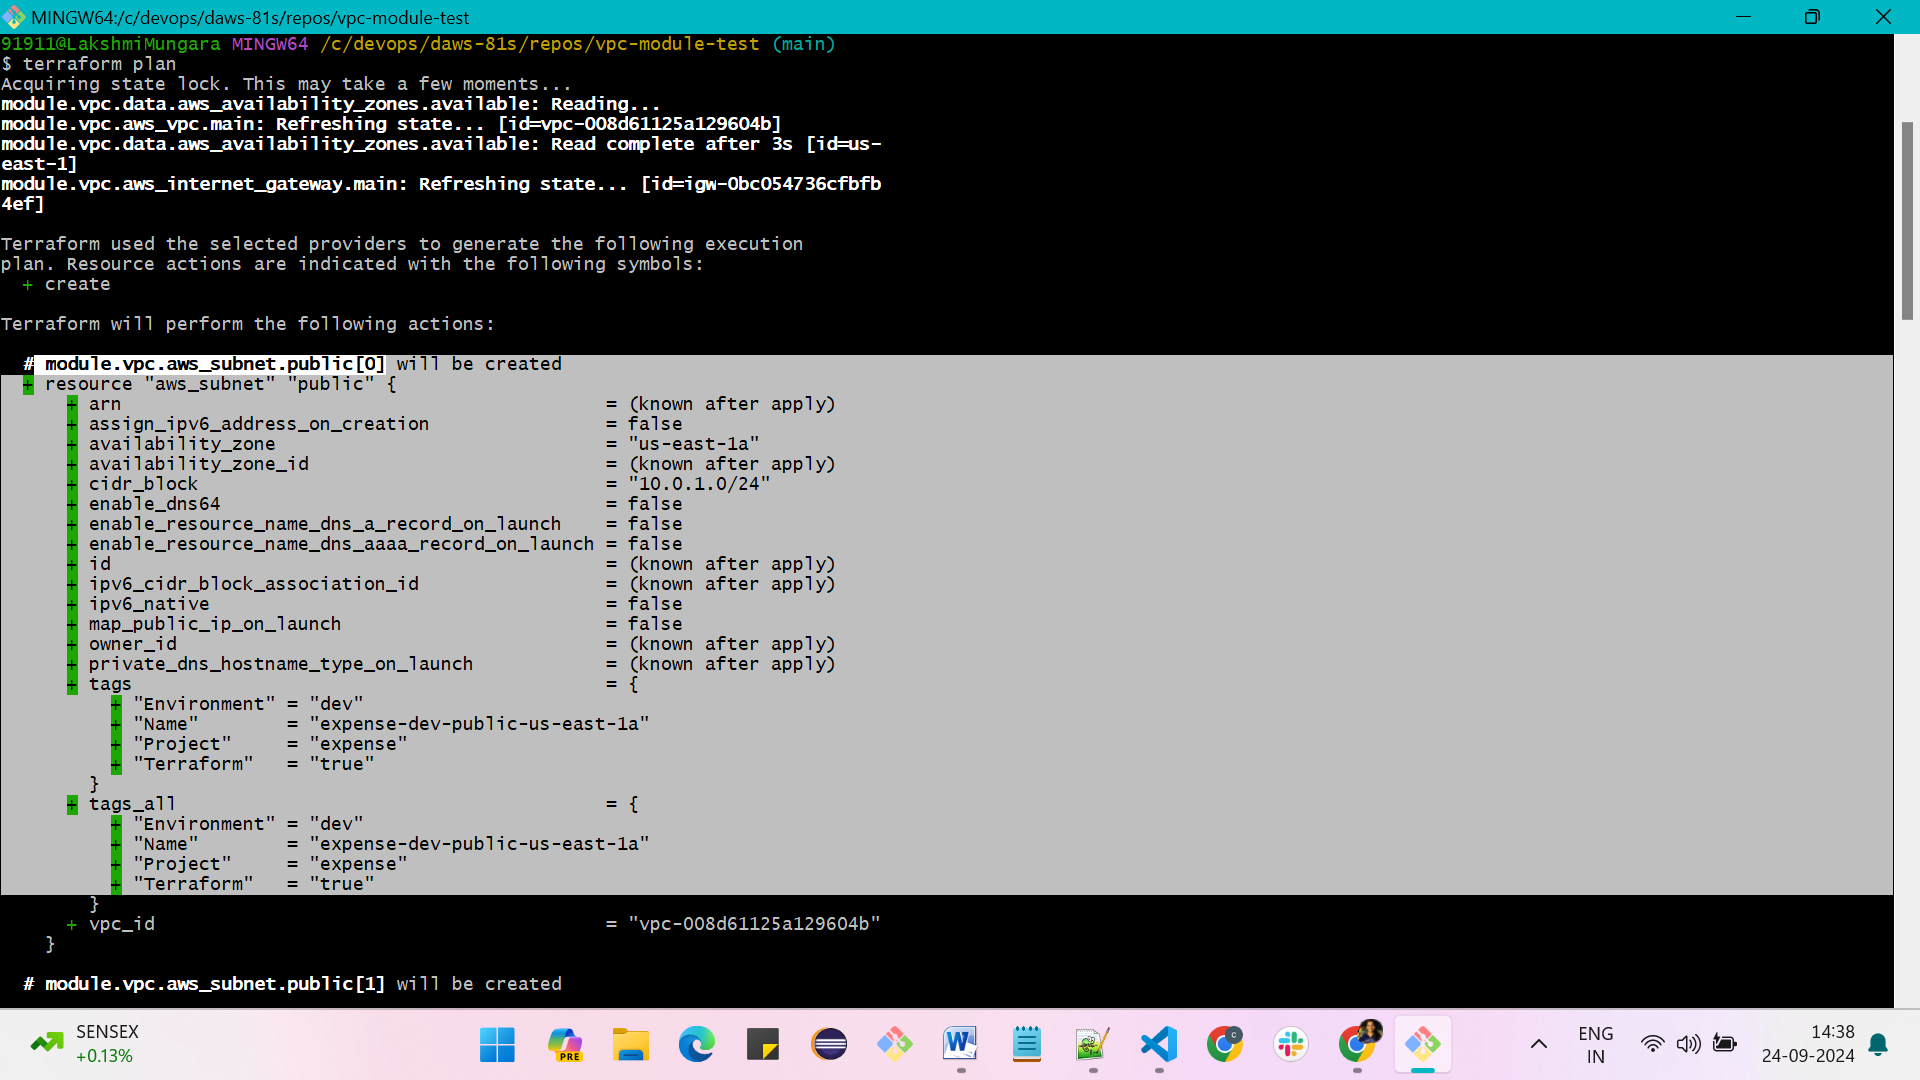 MINGW64:/c/devops/daws-81s/repos/vpc-module-test
91911@LakshmiMungara MINGW64 /c/devops/daws-81s/repos/vpc-module-test (main)
$ terraform plan
Acquiring state lock. This may take a few moments...
module.vpc.data.aws_availability_zones.available: Reading...
module.vpc.aws_vpc.main: Refreshing state... [id=vpc-008d61125a129604b]
module.vpc.data.aws_availability_zones.available: Read complete after 3s [id=us-
east-1]
module.vpc.aws_internet_gateway.main: Refreshing state... [id=igw-0bc054736cfbfb
4ef]
Terraform used the selected providers to generate the following execution
plan. Resource actions are indicated with the following symbols:
  + create
Terraform will perform the following actions:
  # module.vpc.aws_subnet.public[0] will be created
  + resource "aws_subnet" "public" {
      + arn                                            = (known after apply)
      + assign_ipv6_address_on_creation                = false
      + availability_zone                              = "us-east-1a"
      + availability_zone_id                           = (known after apply)
      + cidr_block                                     = "10.0.1.0/24"
      + enable_dns64                                   = false
      + enable_resource_name_dns_a_record_on_launch    = false
      + enable_resource_name_dns_aaaa_record_on_launch = false
      + id                                             = (known after apply)
      + ipv6_cidr_block_association_id                 = (known after apply)
      + ipv6_native                                    = false
      + map_public_ip_on_launch                        = false
      + owner_id                                       = (known after apply)
      + private_dns_hostname_type_on_launch            = (known after apply)
      + tags                                           = {
          + "Environment" = "dev"
          + "Name"        = "expense-dev-public-us-east-1a"
          + "Project"     = "expense"
          + "Terraform"   = "true"
        }
      + tags_all                                       = {
          + "Environment" = "dev"
          + "Name"        = "expense-dev-public-us-east-1a"
          + "Project"     = "expense"
          + "Terraform"   = "true"
        }
      + vpc_id                                         = "vpc-008d61125a129604b"
    }
  # module.vpc.aws_subnet.public[1] will be created
SENSEX
+0.13%
PRE
W
C
ENG
IN
14:38
24-09-2024